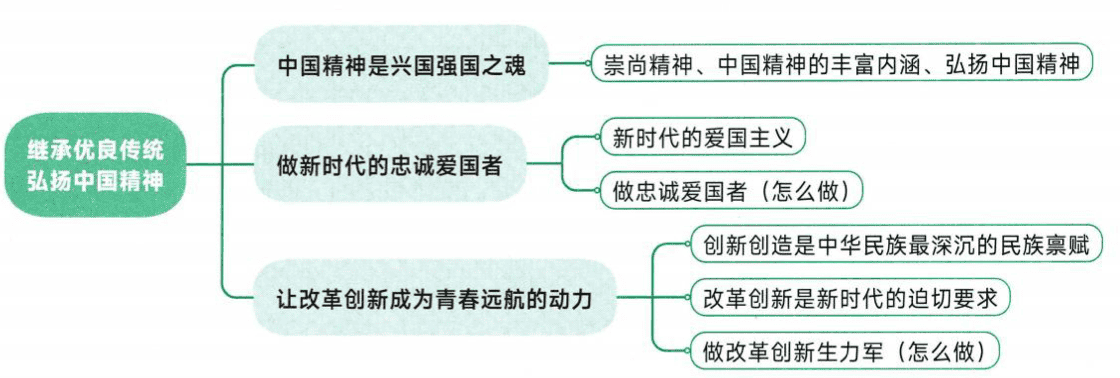 继承优良传统
弘扬中国精神
中国精神是兴国强国之魂
崇尚精神、中国精神的丰富内涵、弘扬中国精神
做新时代的忠诚爱国者
新时代的爱国主义
做忠诚爱国者（怎么做）
让改革创新成为青春远航的动力
创新创造是中华民族最深沉的民族禀赋
改革创新是新时代的迫切要求
做改革创新生力军（怎么做）